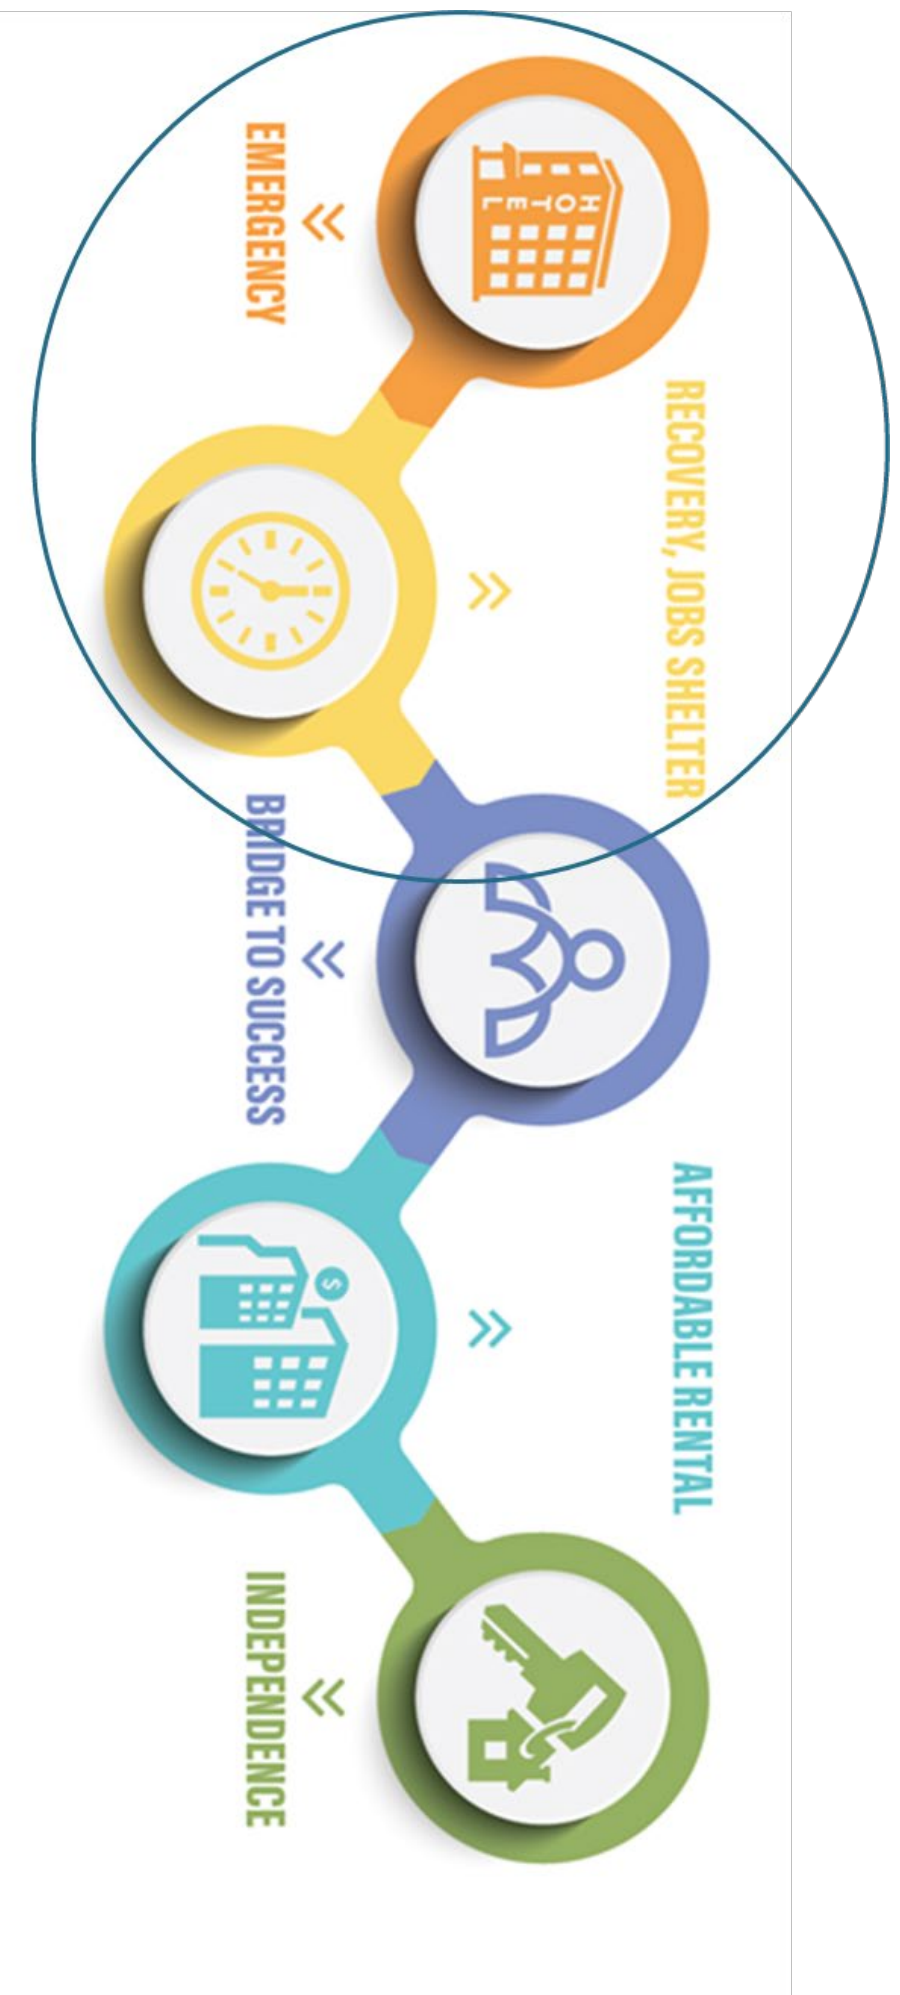 EMERGENCY
HOTEL
RECOVERY, JOBS SHELTER
BRIDGE TO SUCCESS
AFFORDABLE RENTAL
$
INDEPENDENCE